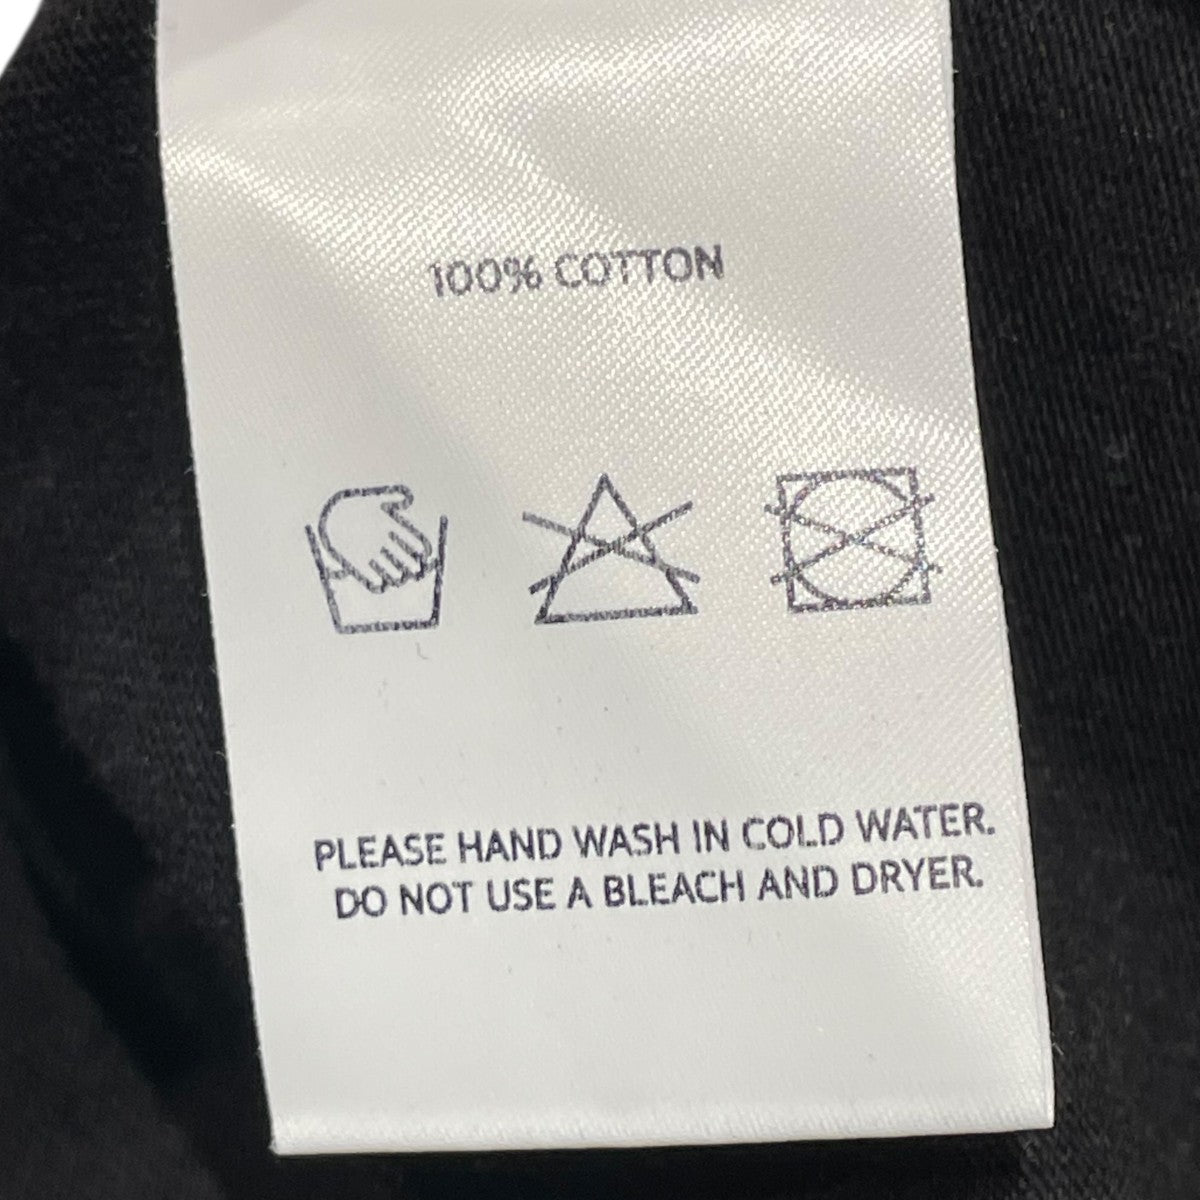 100% COTTON
PLEASE HAND WASH IN COLD WATER.
DO NOT USE A BLEACH AND DRYER.